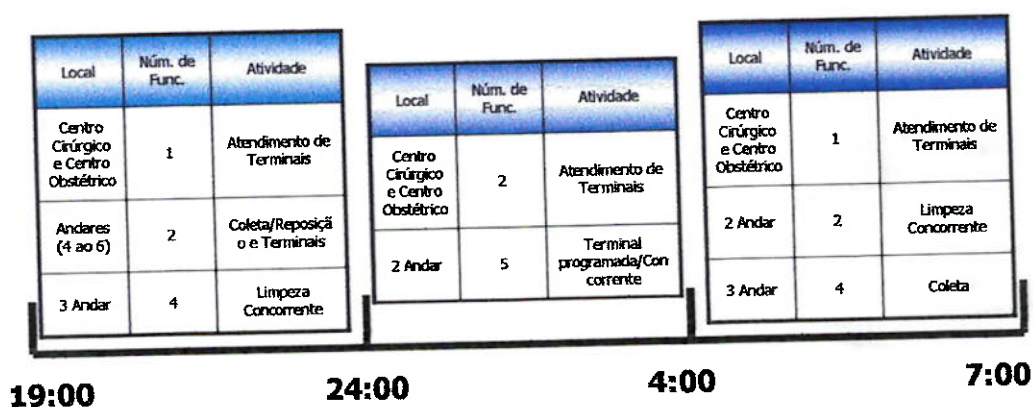 Local
Núm. de
Func.
Atividade
Centro
Cirúrgico
e Centro
Obstétrico
1
Atendimento de
Terminais
Andares
(4 ao 6)
2
Coleta/Reposiçã
o e Terminais
3 Andar
4
Limpeza
Concorrente
Local
Núm. de
Func.
Atividade
Centro
Cirúrgico
e Centro
Obstétrico
2
Atendimento de
Terminais
2 Andar
5
Terminal
programada/Con
corrente
Local
Núm. de
Func.
Atividade
Centro
Cirúrgico
e Centro
Obstétrico
1
Atendimento de
Terminais
2 Andar
2
Limpeza
Concorrente
3 Andar
4
Coleta
19:00
24:00
4:00
7:00